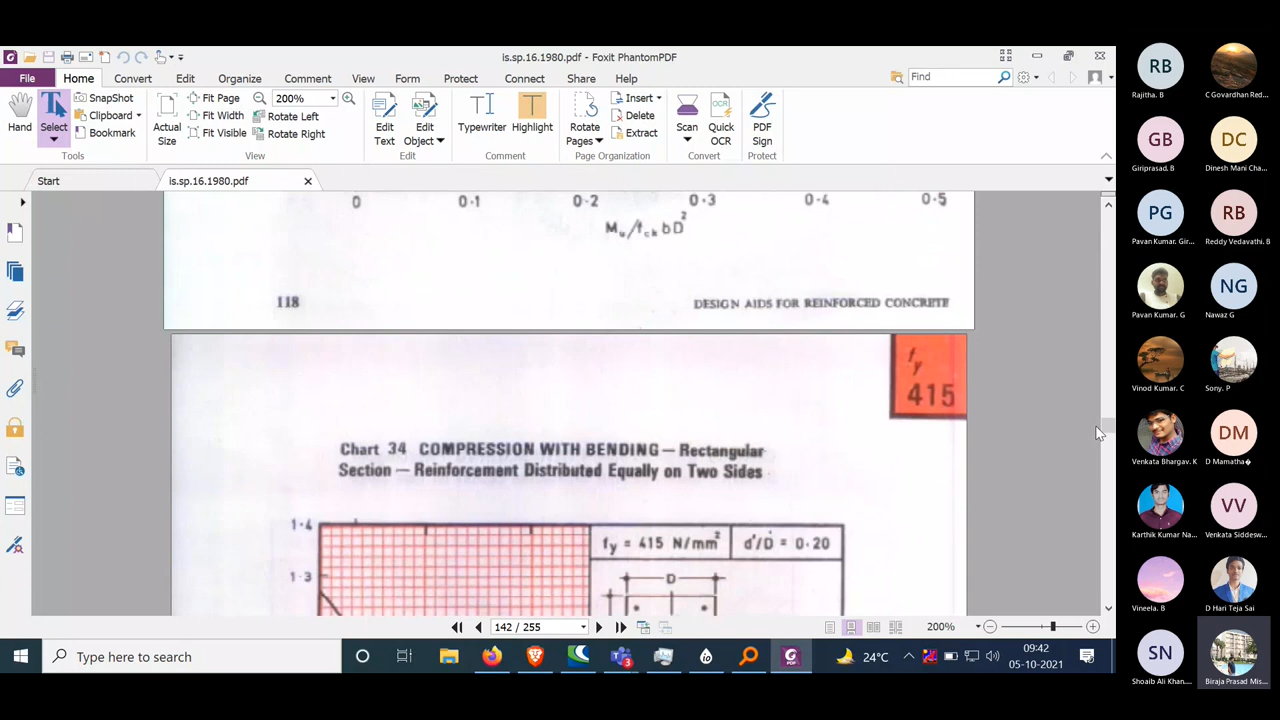 is.sp.16.1980.pdf - Foxit PhantomPDF
File Home Convert Edit Organize Comment View Form Protect Connect Share Help Find
Hand
Select
SnapShot
Clipboard
Bookmark
Tools
Actual Size
Fit Page
Fit Width
Fit Visible
200%
Rotate Left
Rotate Right
View
Edit Text
Edit Object
Edit
Typewriter
Highlight
Comment
Rotate Pages
Insert
Delete
Extract
Page Organization
Scan
Quick OCR
Convert
PDF Sign
Protect
Start
is.sp.16.1980.pdf
0 0·1 0·2 0·3 0·4 0·5
Mu/fck bD²
118 DESIGN AIDS FOR REINFORCED CONCRETE
fy
415
Chart 34 COMPRESSION WITH BENDING — Rectangular
Section — Reinforcement Distributed Equally on Two Sides
1·4
fy = 415 N/mm² d'/D = 0·20
1·3
D
142 / 255
200%
Type here to search
24°C
09:42
05-10-2021
RB
Rajitha. B
C Govardhan Red...
GB
Giriprasad, B
DC
Dinesh Mani Cha...
PG
Pavan Kumar. Gir...
RB
Reddy Vedavathi. B
Pavan Kumar. G
NG
Nawaz G
Vinod Kumar. C
Sony. P
Venkata Bhargav. K
DM
D Mamatha�
Karthik Kumar Na...
VV
Venkata Siddesw...
Vineela. B
D Hari Teja Sai
SN
Shoaib Ali Khan....
Biraja Prasad Mis...